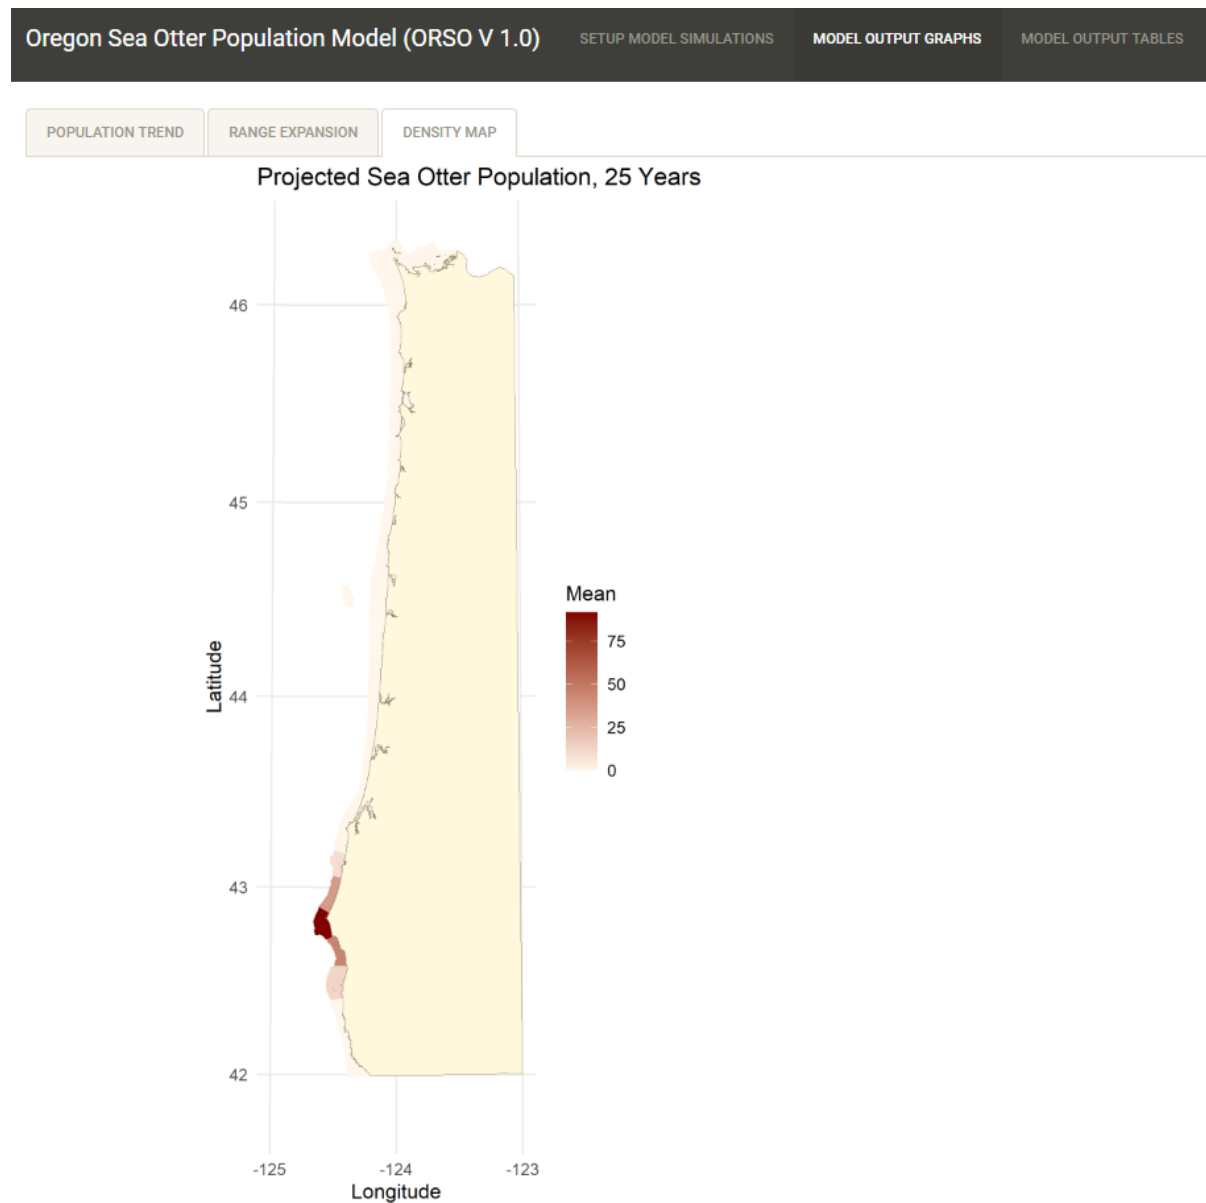 Oregon Sea Otter Population Model (ORSO V 1.0) SETUP MODEL SIMULATIONS MODEL OUTPUT GRAPHS MODEL OUTPUT TABLES
POPULATION TREND RANGE EXPANSION DENSITY MAP
Projected Sea Otter Population, 25 Years
46
45
44
43
42
Latitude
Mean
75
50
25
0
-125 -124 -123
Longitude